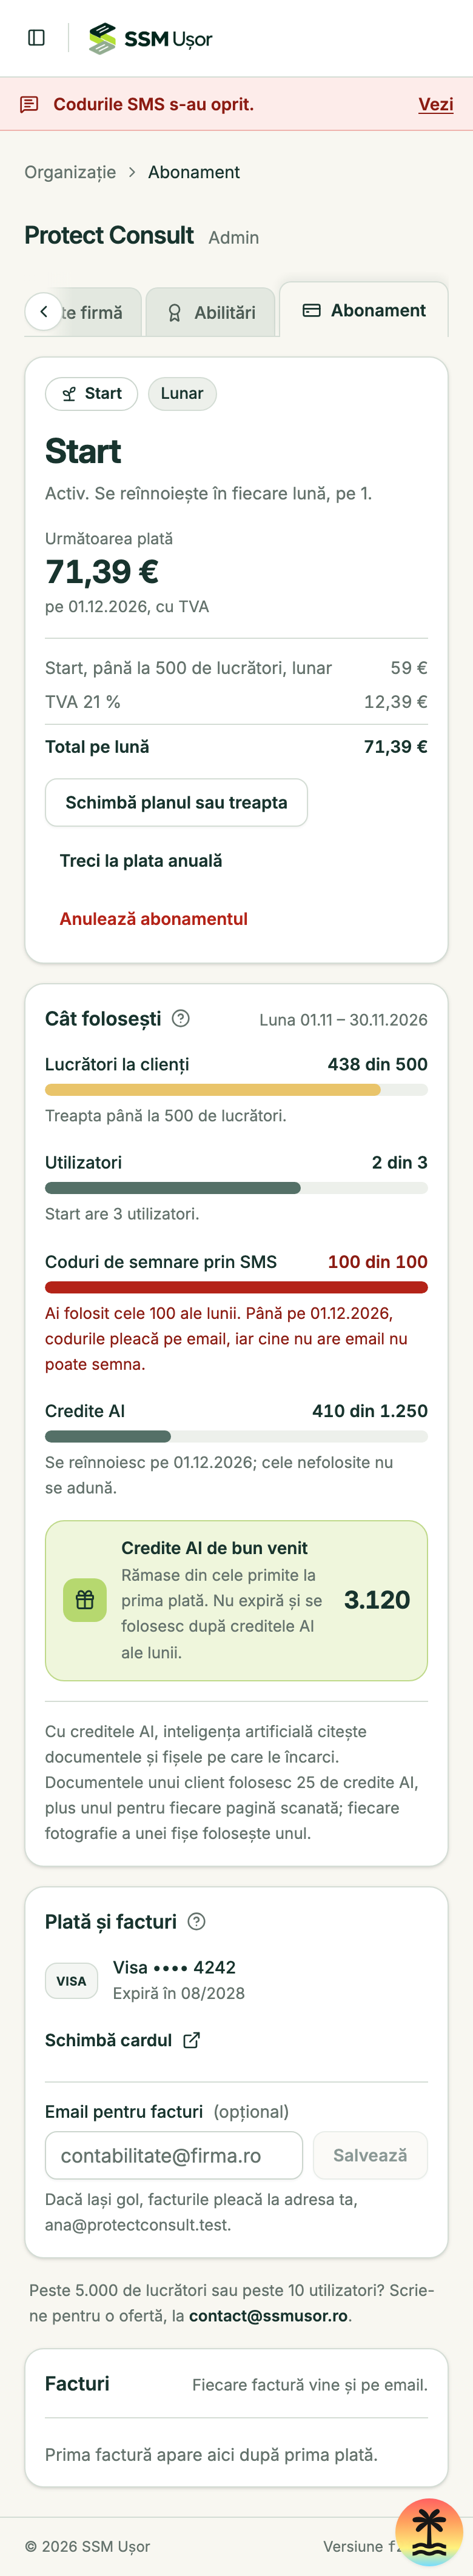 SSM Ușor
Codurile SMS s-au oprit. Vezi
Organizație > Abonament
Protect Consult Admin
te firmă Abilități Abonament
Start Lunar
Start
Activ. Se reînnoiește în fiecare lună, pe 1.
Următoarea plată
71,39 €
pe 01.12.2026, cu TVA
Start, până la 500 de lucrători, lunar 59 €
TVA 21 % 12,39 €
Total pe lună 71,39 €
Schimbă planul sau treapta
Treci la plata anuală
Anulează abonamentul
Cât folosești Luna 01.11 – 30.11.2026
Lucrători la clienți 438 din 500
Treapta până la 500 de lucrători.
Utilizatori 2 din 3
Start are 3 utilizatori.
Coduri de semnare prin SMS 100 din 100
Ai folosit cele 100 ale lunii. Până pe 01.12.2026,
codurile pleacă pe email, iar cine nu are email nu
poate semna.
Credite AI 410 din 1.250
Se reînnoiesc pe 01.12.2026; cele nefolosite nu
se adună.
Credite AI de bun venit
Rămase din cele primite la
prima plată. Nu expiră și se
folosesc după creditele AI
ale lunii.
3.120
Cu creditele AI, inteligența artificială citește
documentele și fișele pe care le încarci.
Documentele unui client folosesc 25 de credite AI,
plus unul pentru fiecare pagină scanată; fiecare
fotografie a unei fișe folosește unul.
Plată și facturi
VISA Visa •••• 4242
Expiră în 08/2028
Schimbă cardul
Email pentru facturi (opțional)
contabilitate@firma.ro Salvează
Dacă lași gol, facturile pleacă la adresa ta,
ana@protectconsult.test.
Peste 5.000 de lucrători sau peste 10 utilizatori? Scrie-
ne pentru o ofertă, la contact@ssmusor.ro.
Facturi Fiecare factură vine și pe email.
Prima factură apare aici după prima plată.
© 2026 SSM Ușor Versiune